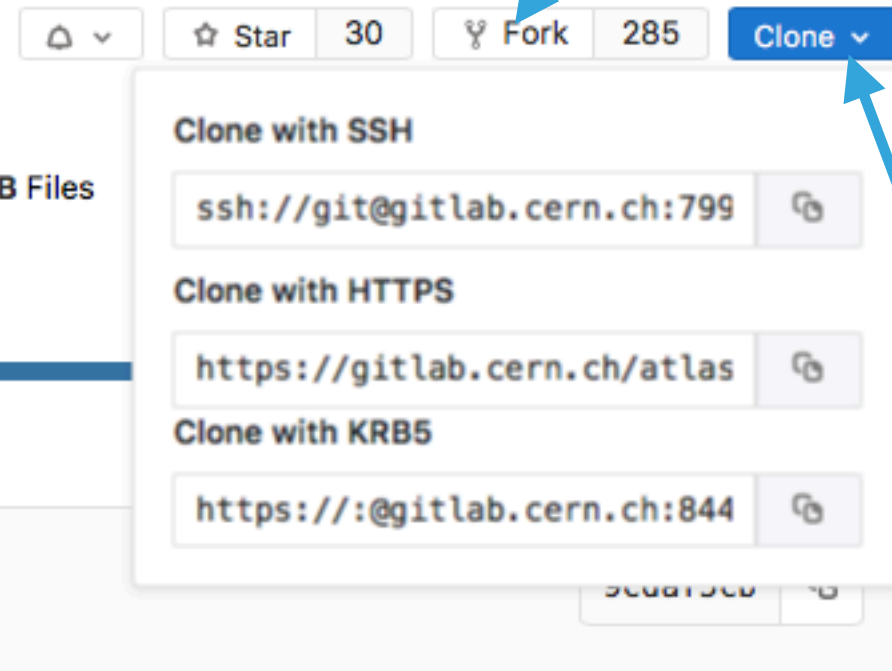 Star 30 Fork 285 Clone
Clone with SSH
B Files
ssh://git@gitlab.cern.ch:799
Clone with HTTPS
https://gitlab.cern.ch/atlas
Clone with KRB5
https://:@gitlab.cern.ch:844